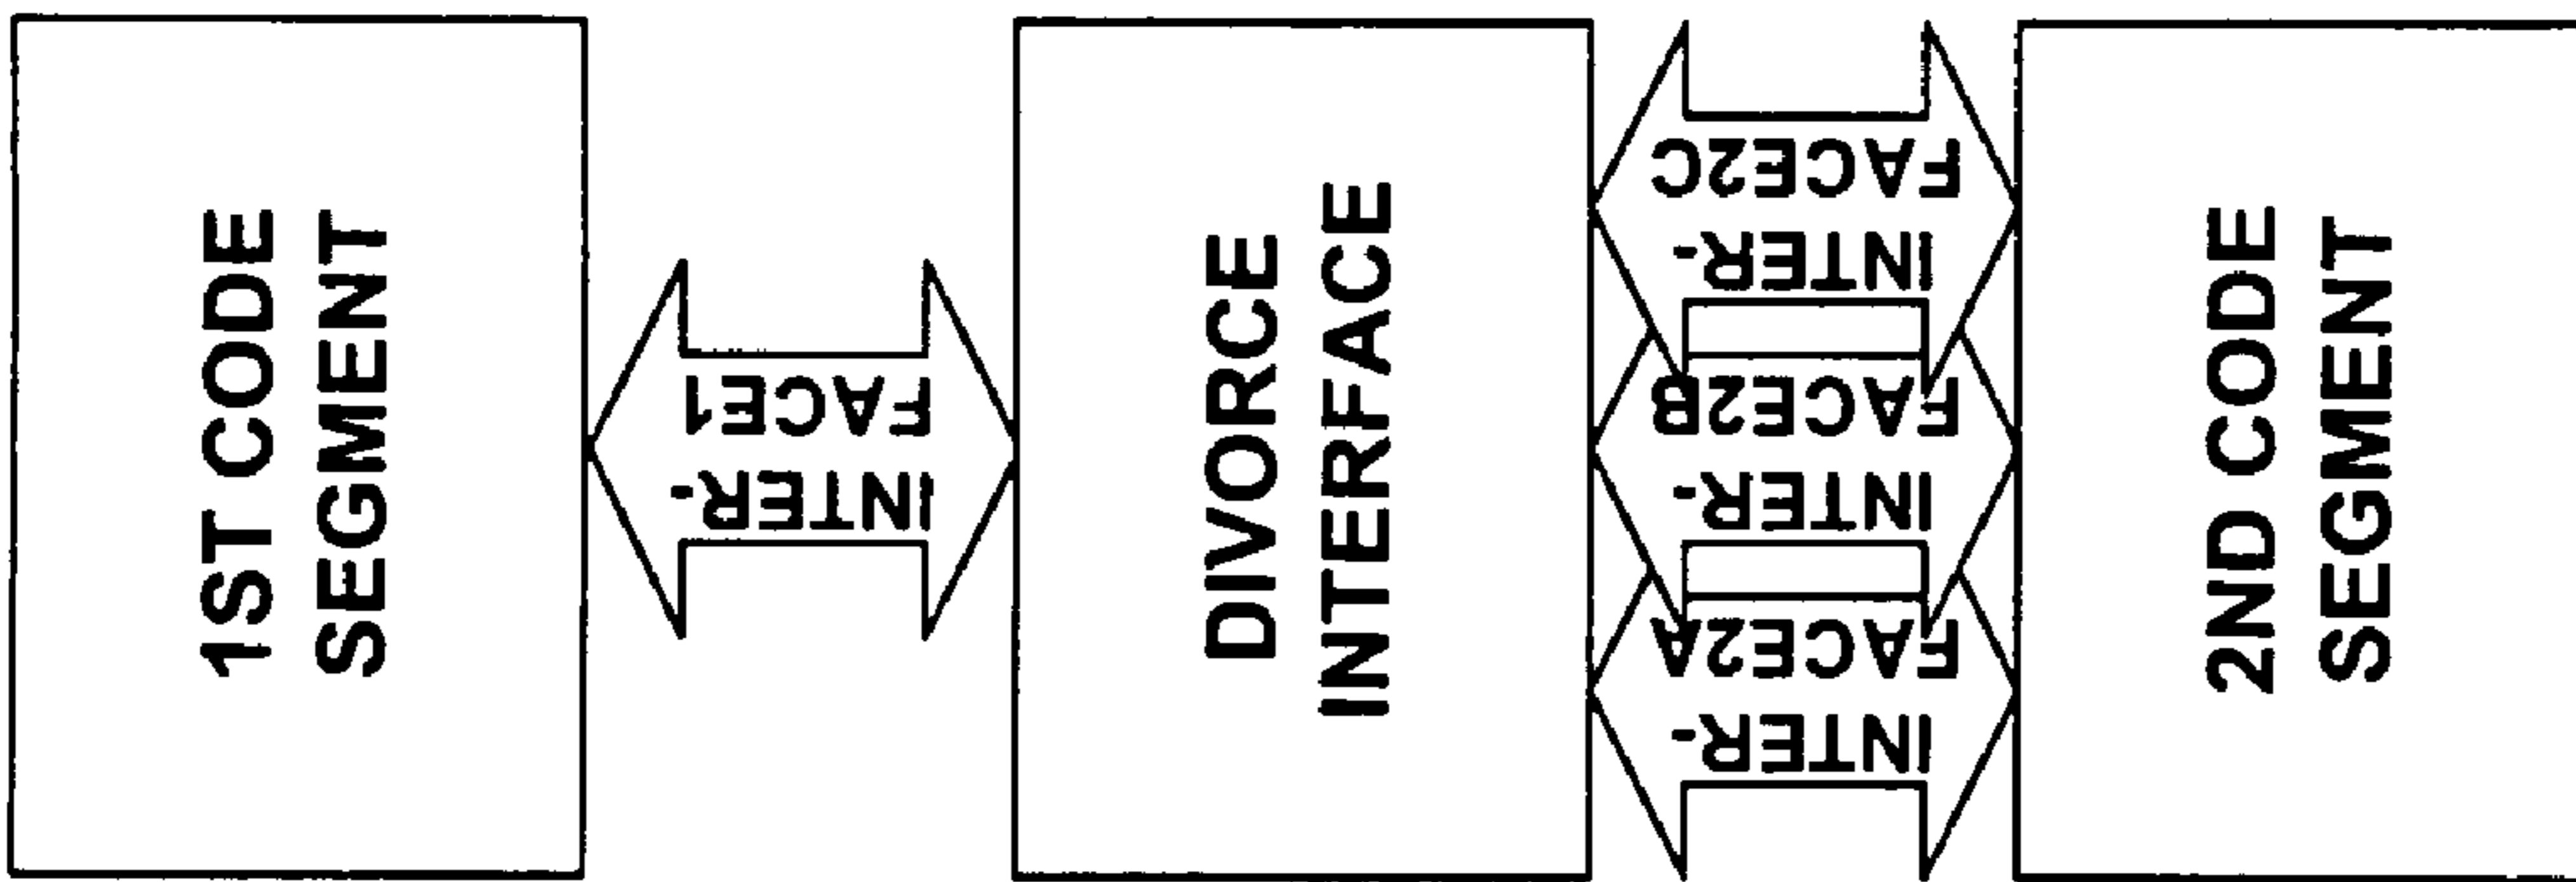 1ST CODE
SEGMENT
INTER-
FACE1
DIVORCE
INTERFACE
INTER-
FACE2A
INTER-
FACE2B
INTER-
FACE2C
2ND CODE
SEGMENT